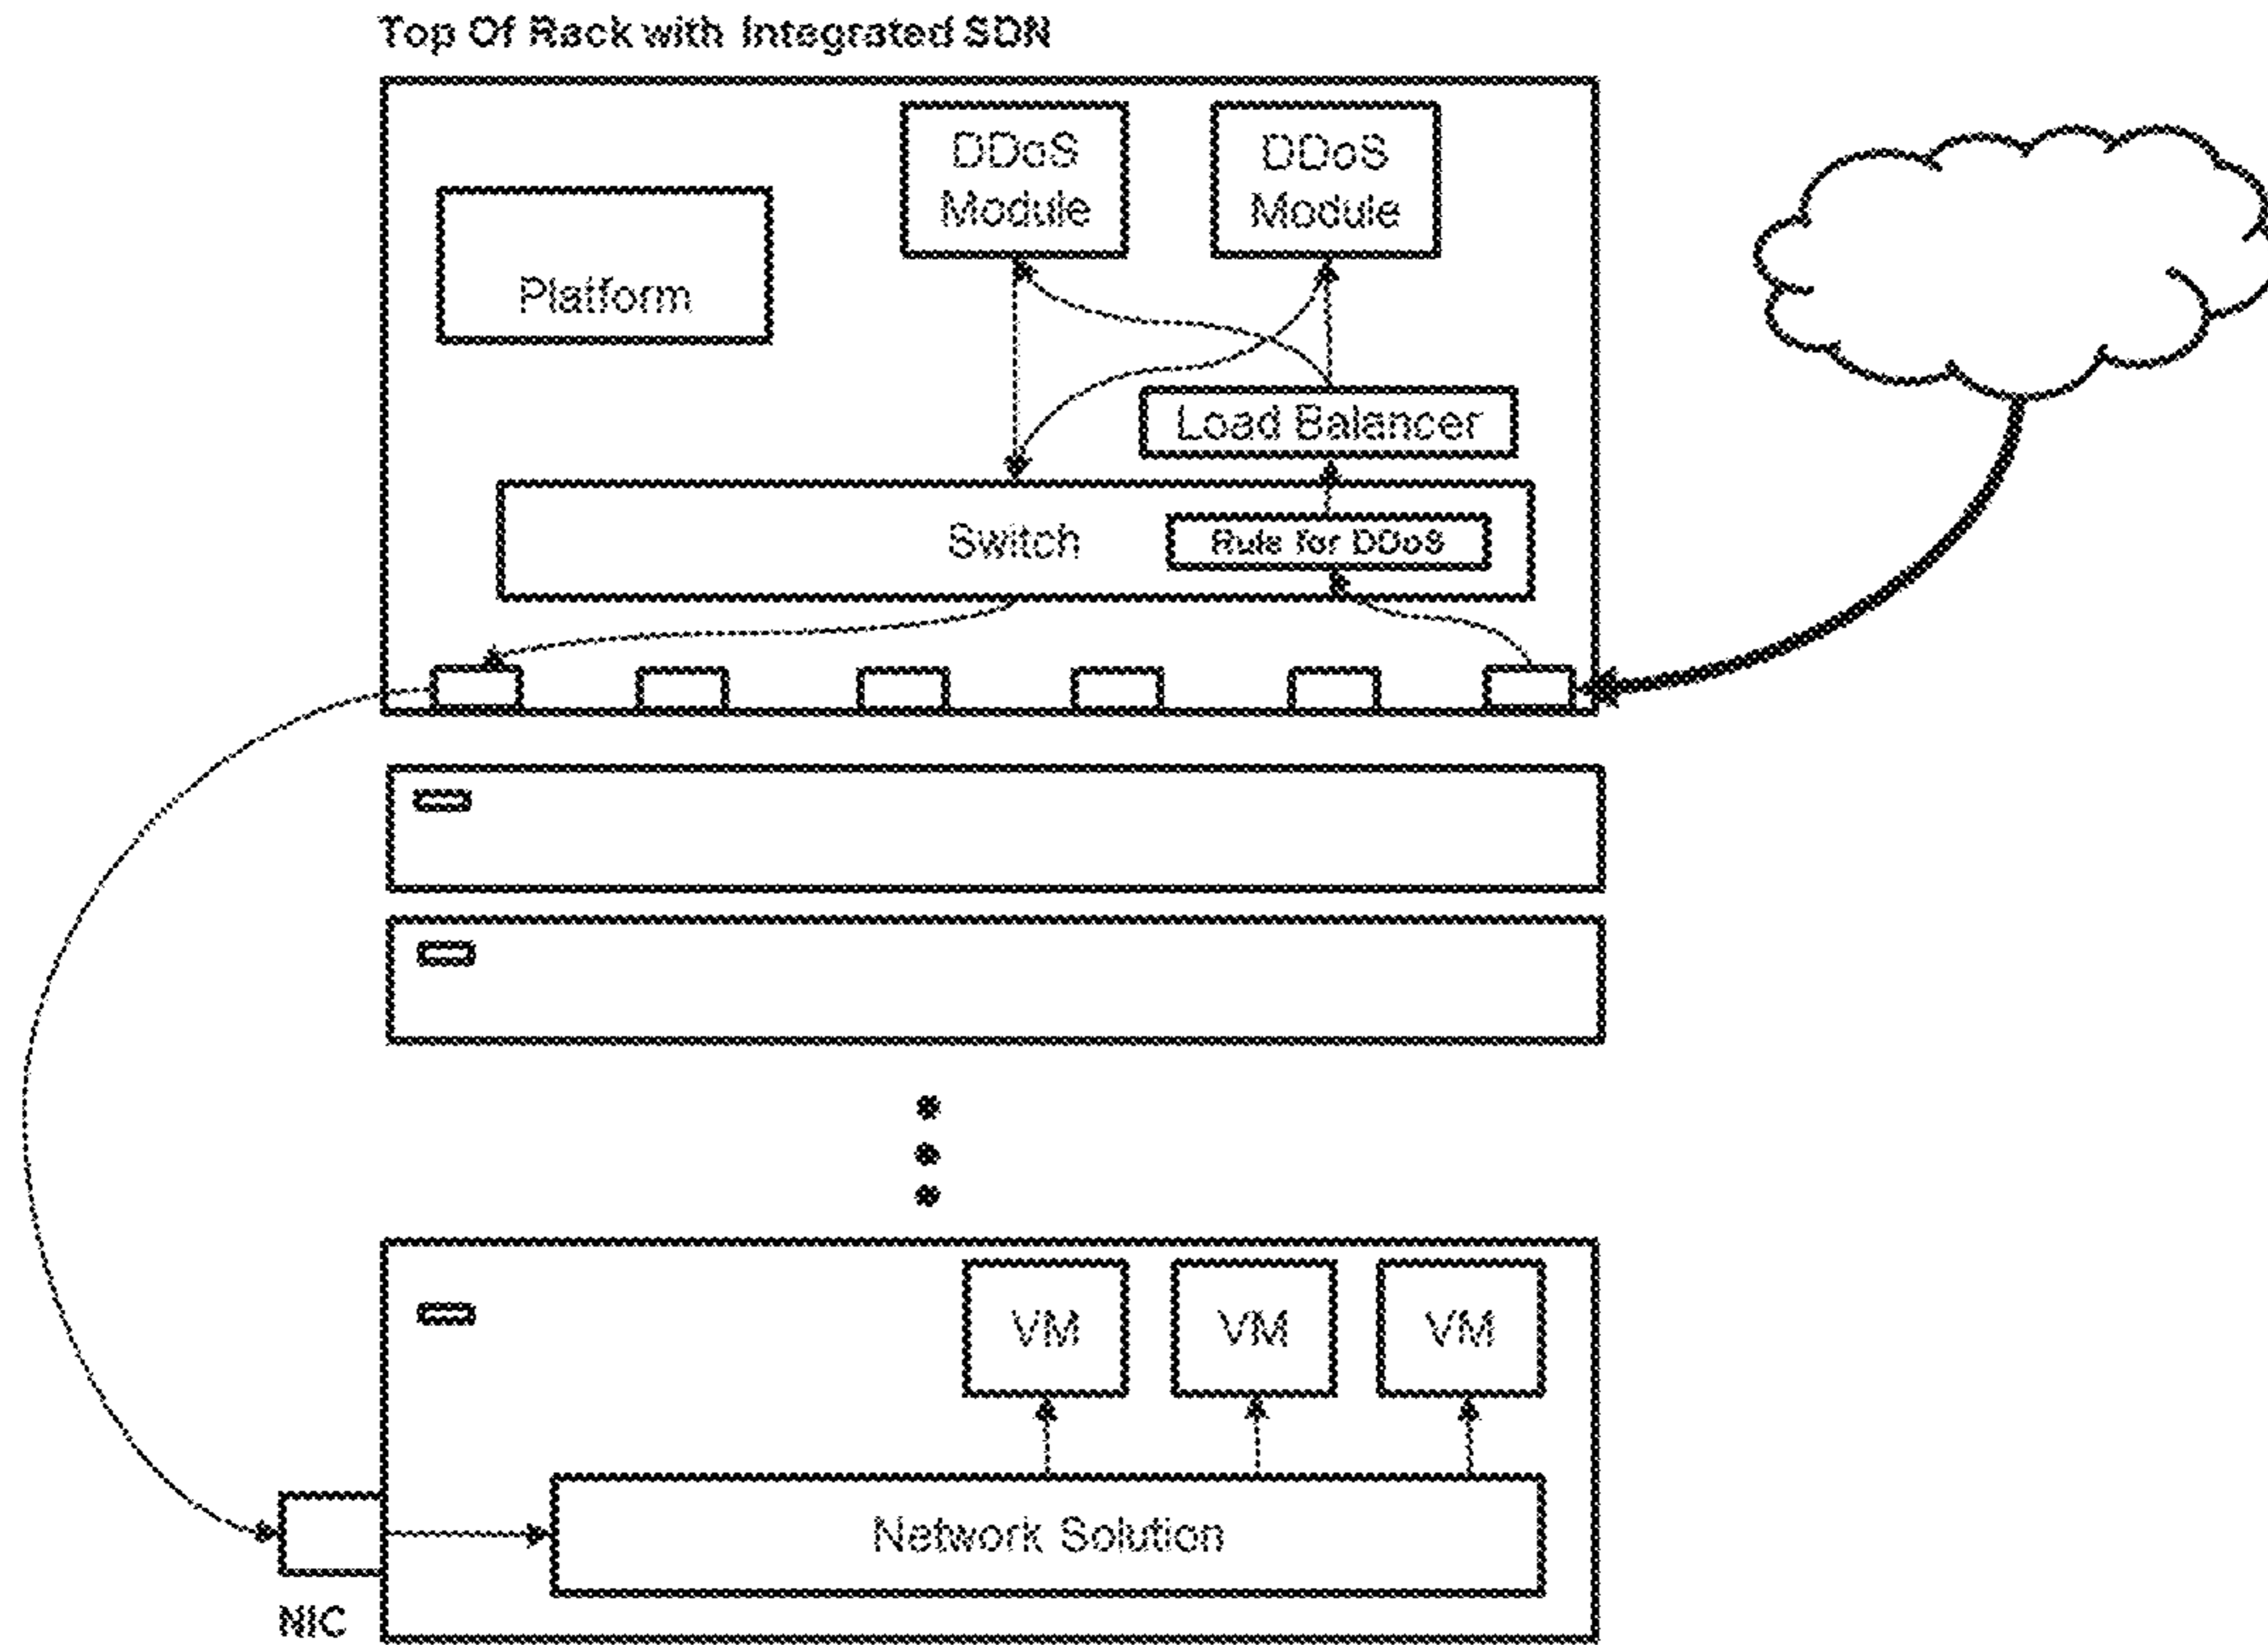 Top Of Rack with Integrated SDN
DDoS
Module
DDoS
Module
Platform
Load Balancer
Switch
Rule for DDoS
VM
VM
VM
Network Solution
NIC